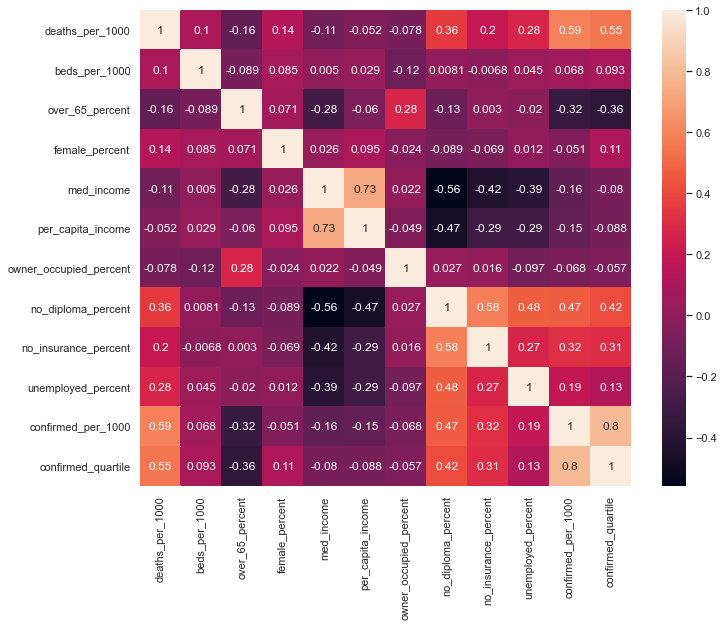 deaths_per_1000 1 0.1 -0.16 0.14 -0.11 -0.052 -0.078 0.36 0.2 0.28 0.59 0.55
beds_per_1000 0.1 1 -0.089 0.085 0.005 0.029 -0.12 0.0081 -0.0068 0.045 0.068 0.093
over_65_percent -0.16 -0.089 1 0.071 -0.28 -0.06 0.28 -0.13 0.003 -0.02 -0.32 -0.36
female_percent 0.14 0.085 0.071 1 0.026 0.095 -0.024 -0.089 -0.069 0.012 -0.051 0.11
med_income -0.11 0.005 -0.28 0.026 1 0.73 0.022 -0.56 -0.42 -0.39 -0.16 -0.08
per_capita_income -0.052 0.029 -0.06 0.095 0.73 1 -0.049 -0.47 -0.29 -0.29 -0.15 -0.088
owner_occupied_percent -0.078 -0.12 0.28 -0.024 0.022 -0.049 1 0.027 0.016 -0.097 -0.068 -0.057
no_diploma_percent 0.36 0.0081 -0.13 -0.089 -0.56 -0.47 0.027 1 0.58 0.48 0.47 0.42
no_insurance_percent 0.2 -0.0068 0.003 -0.069 -0.42 -0.29 0.016 0.58 1 0.27 0.32 0.31
unemployed_percent 0.28 0.045 -0.02 0.012 -0.39 -0.29 -0.097 0.48 0.27 1 0.19 0.13
confirmed_per_1000 0.59 0.068 -0.32 -0.051 -0.16 -0.15 -0.068 0.47 0.32 0.19 1 0.8
confirmed_quartile 0.55 0.093 -0.36 0.11 -0.08 -0.088 -0.057 0.42 0.31 0.13 0.8 1
deaths_per_1000
beds_per_1000
over_65_percent
female_percent
med_income
per_capita_income
owner_occupied_percent
no_diploma_percent
no_insurance_percent
unemployed_percent
confirmed_per_1000
confirmed_quartile
1.0
0.8
0.6
0.4
0.2
0.0
-0.2
-0.4